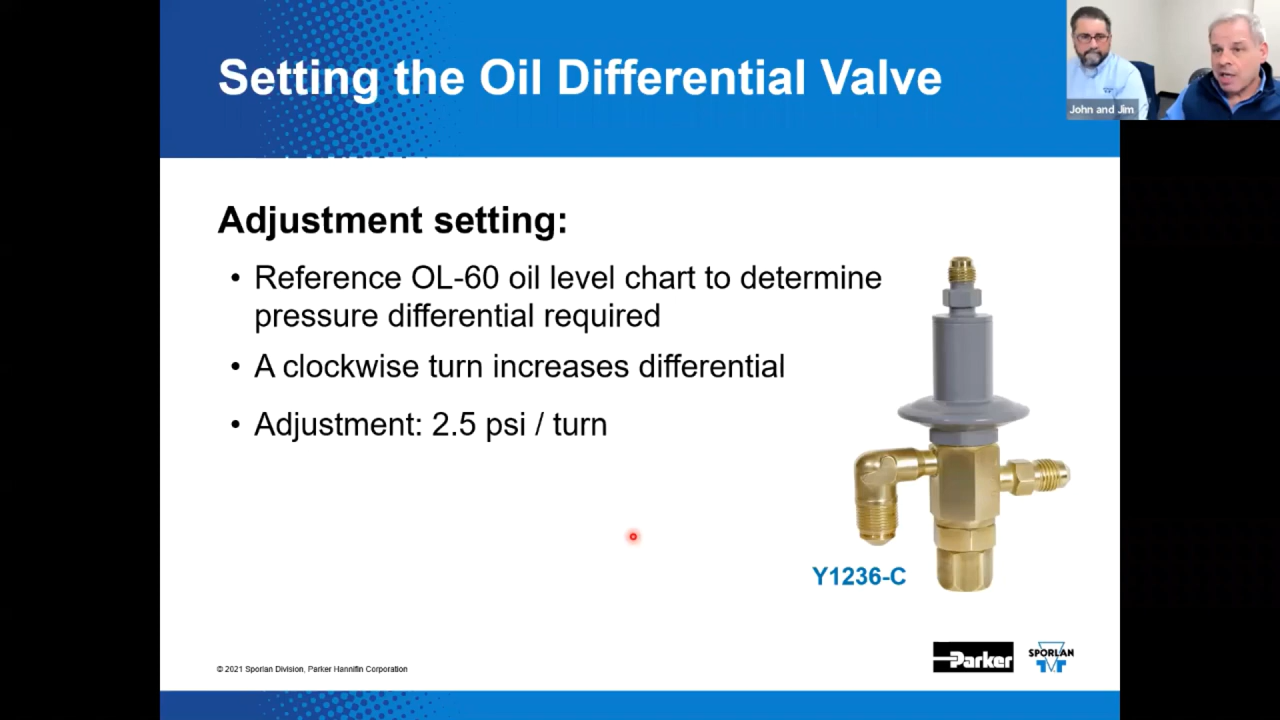 Setting the Oil Differential Valve
John and Jim
Adjustment setting:
• Reference OL-60 oil level chart to determine
pressure differential required
• A clockwise turn increases differential
• Adjustment: 2.5 psi / turn
Y1236-C
© 2021 Sporlan Division, Parker Hannifin Corporation
Parker
SPORLAN